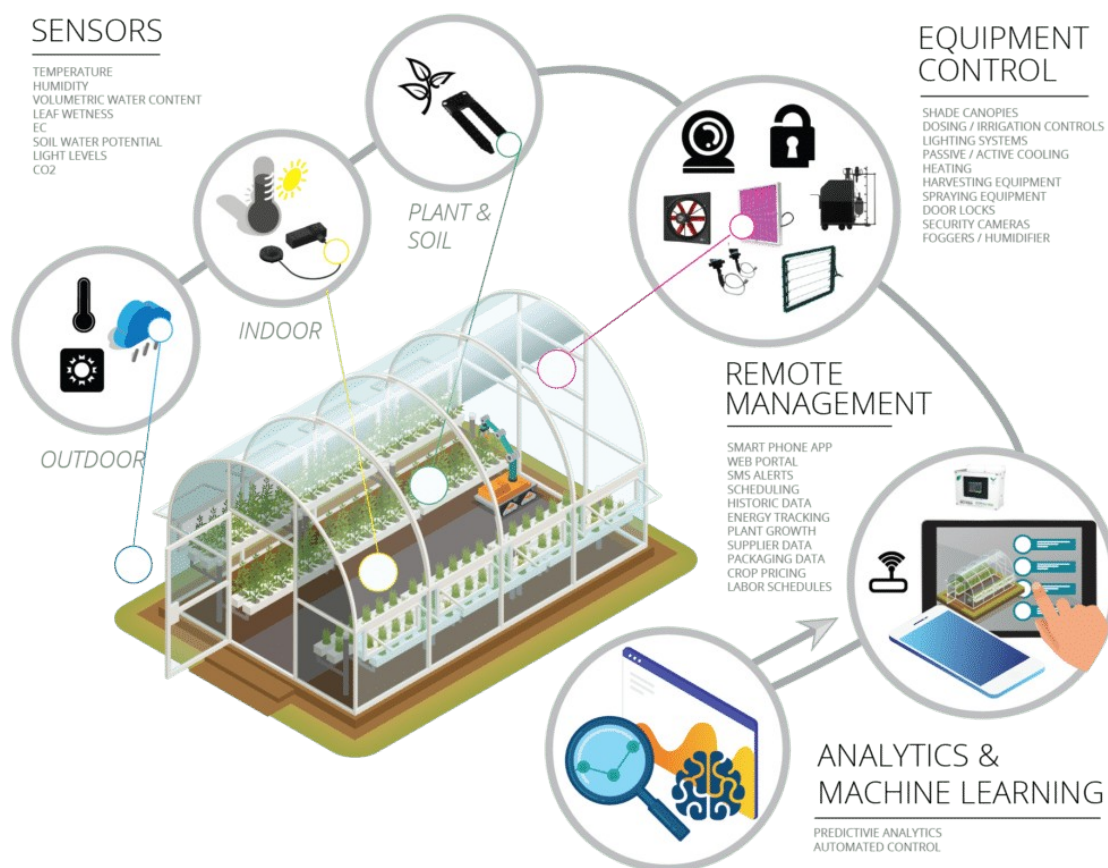 SENSORS
TEMPERATURE
HUMIDITY
VOLUMETRIC WATER CONTENT
LEAF WETNESS
EC
SOIL WATER POTENTIAL
LIGHT LEVELS
CO2
OUTDOOR
INDOOR
PLANT &
SOIL
EQUIPMENT
CONTROL
SHADE CANOPIES
DOSING / IRRIGATION CONTROLS
LIGHTING SYSTEMS
PASSIVE / ACTIVE COOLING
HEATING
HARVESTING EQUIPMENT
SPRAYING EQUIPMENT
DOOR LOCKS
SECURITY CAMERAS
FOGGERS / HUMIDIFIER
REMOTE
MANAGEMENT
SMART PHONE APP
WEB PORTAL
SMS ALERTS
SCHEDULING
HISTORIC DATA
ENERGY TRACKING
PLANT GROWTH
SUPPLIER DATA
PACKAGING DATA
CROP PRICING
LABOR SCHEDULES
ANALYTICS &
MACHINE LEARNING
PREDICTIVIE ANALYTICS
AUTOMATED CONTROL